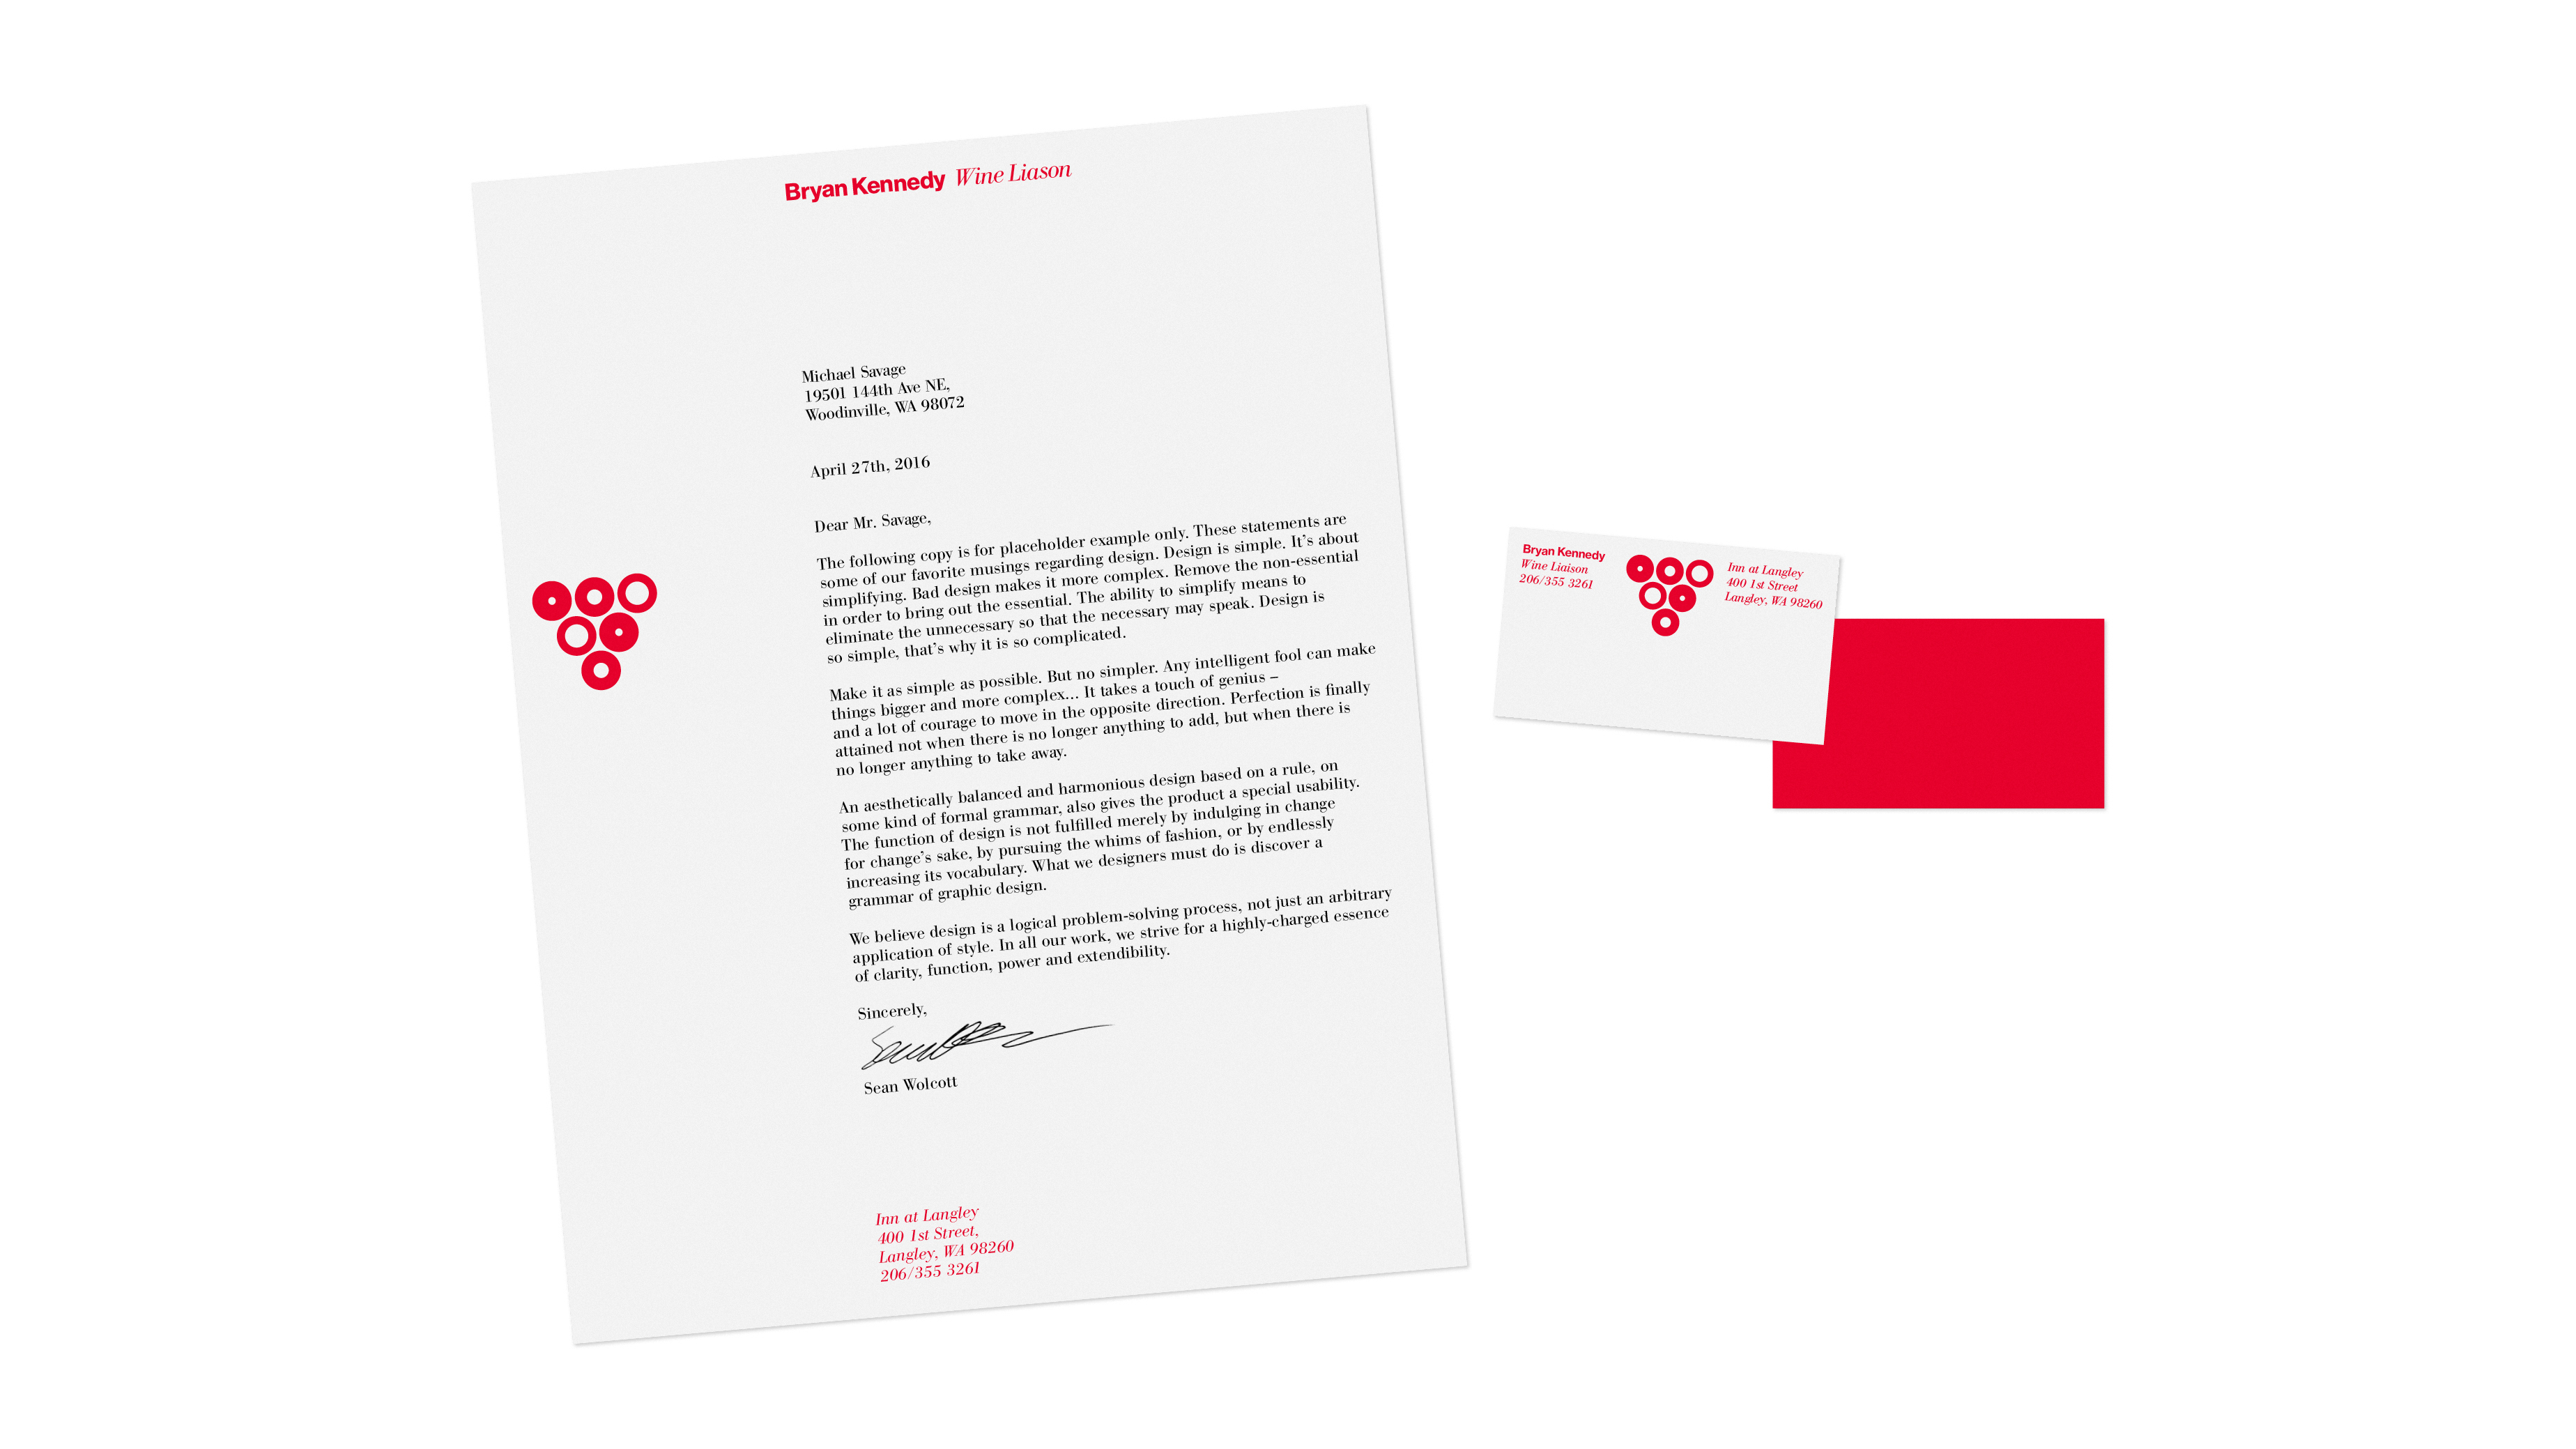 Bryan Kennedy Wine Liason
Michael Savage
19501 144th Ave NE,
Woodinville, WA 98072
April 27th, 2016
Dear Mr. Savage,
The following copy is for placeholder example only. These statements are
some of our favorite musings regarding design. Design is simple. It's about
simplifying. Bad design makes it more complex. Remove the non-essential
in order to bring out the essential. The ability to simplify means to
eliminate the unnecessary so that the necessary may speak. Design is
so simple, that's why it is so complicated.
Make it as simple as possible. But no simpler. Any intelligent fool can make
things bigger and more complex... It takes a touch of genius –
and a lot of courage to move in the opposite direction. Perfection is finally
attained not when there is no longer anything to add, but when there is
no longer anything to take away.
An aesthetically balanced and harmonious design based on a rule, on
some kind of formal grammar, also gives the product a special usability.
The function of design is not fulfilled merely by indulging in change
for change's sake, by pursuing the whims of fashion, or by endlessly
increasing its vocabulary. What we designers must do is discover a
grammar of graphic design.
We believe design is a logical problem-solving process, not just an arbitrary
application of style. In all our work, we strive for a highly-charged essence
of clarity, function, power and extendibility.
Sincerely,
Sean Wolcott
Inn at Langley
400 1st Street,
Langley, WA 98260
206/355 3261
Bryan Kennedy
Wine Liaison
206/355 3261
Inn at Langley
400 1st Street
Langley, WA 98260